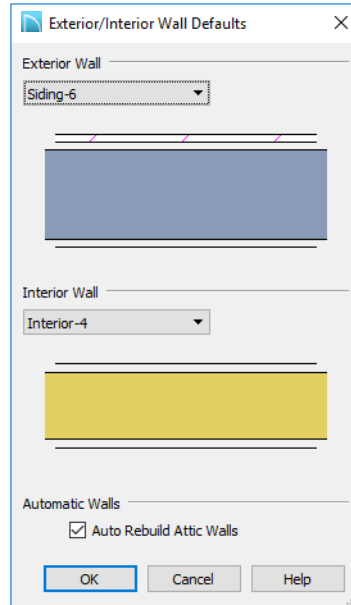 Exterior/Interior Wall Defaults
Exterior Wall
Siding-6
Interior Wall
Interior-4
Automatic Walls
Auto Rebuild Attic Walls
OK Cancel Help